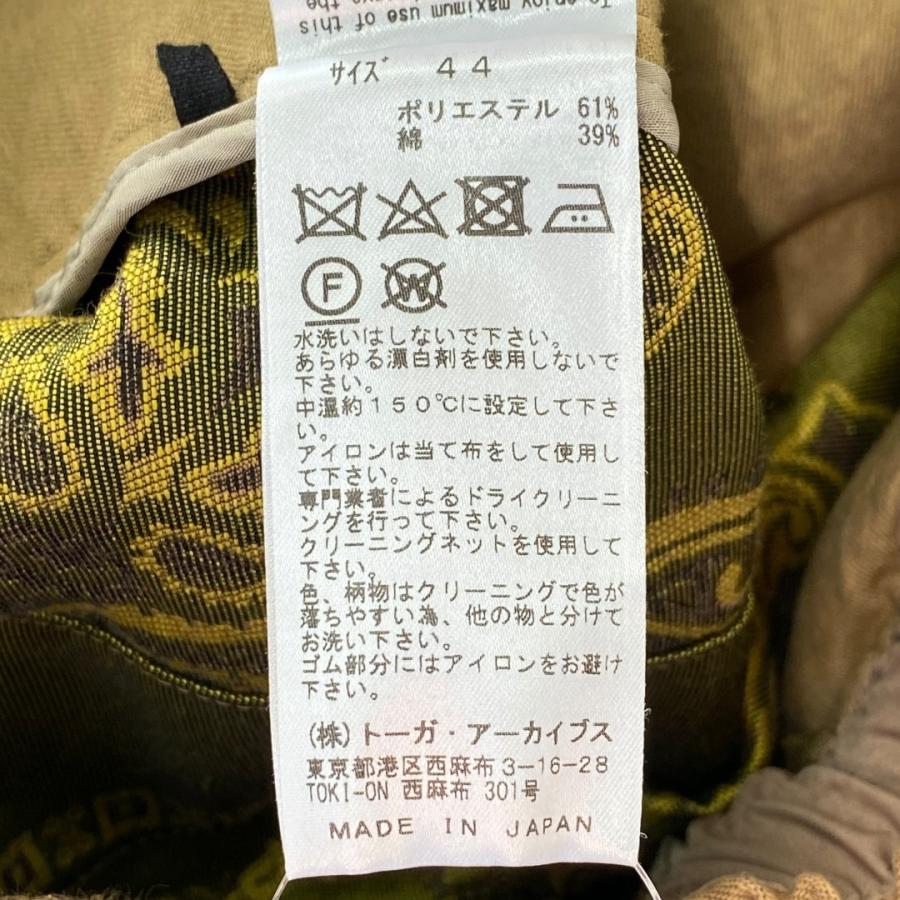 To enjoy maximum
use of this
サイズ 44
ポリエステル 61%
綿 39%
F
W
水洗いはしないで下さい。
あらゆる漂白剤を使用しないで
下さい。
中温約150℃に設定して下さ
い。
アイロンは当て布をして使用し
て下さい。
専門業者によるドライクリーニ
ングを行って下さい。
クリーニングネットを使用して
下さい。
色、柄物はクリーニングで色が
落ちやすい為、他の物と分けて
お洗い下さい。
ゴム部分にはアイロンをお避け
下さい。
(株)トーガ・アーカイブス
東京都港区西麻布3-16-28
TOKI-ON 西麻布 301号
MADE IN JAPAN